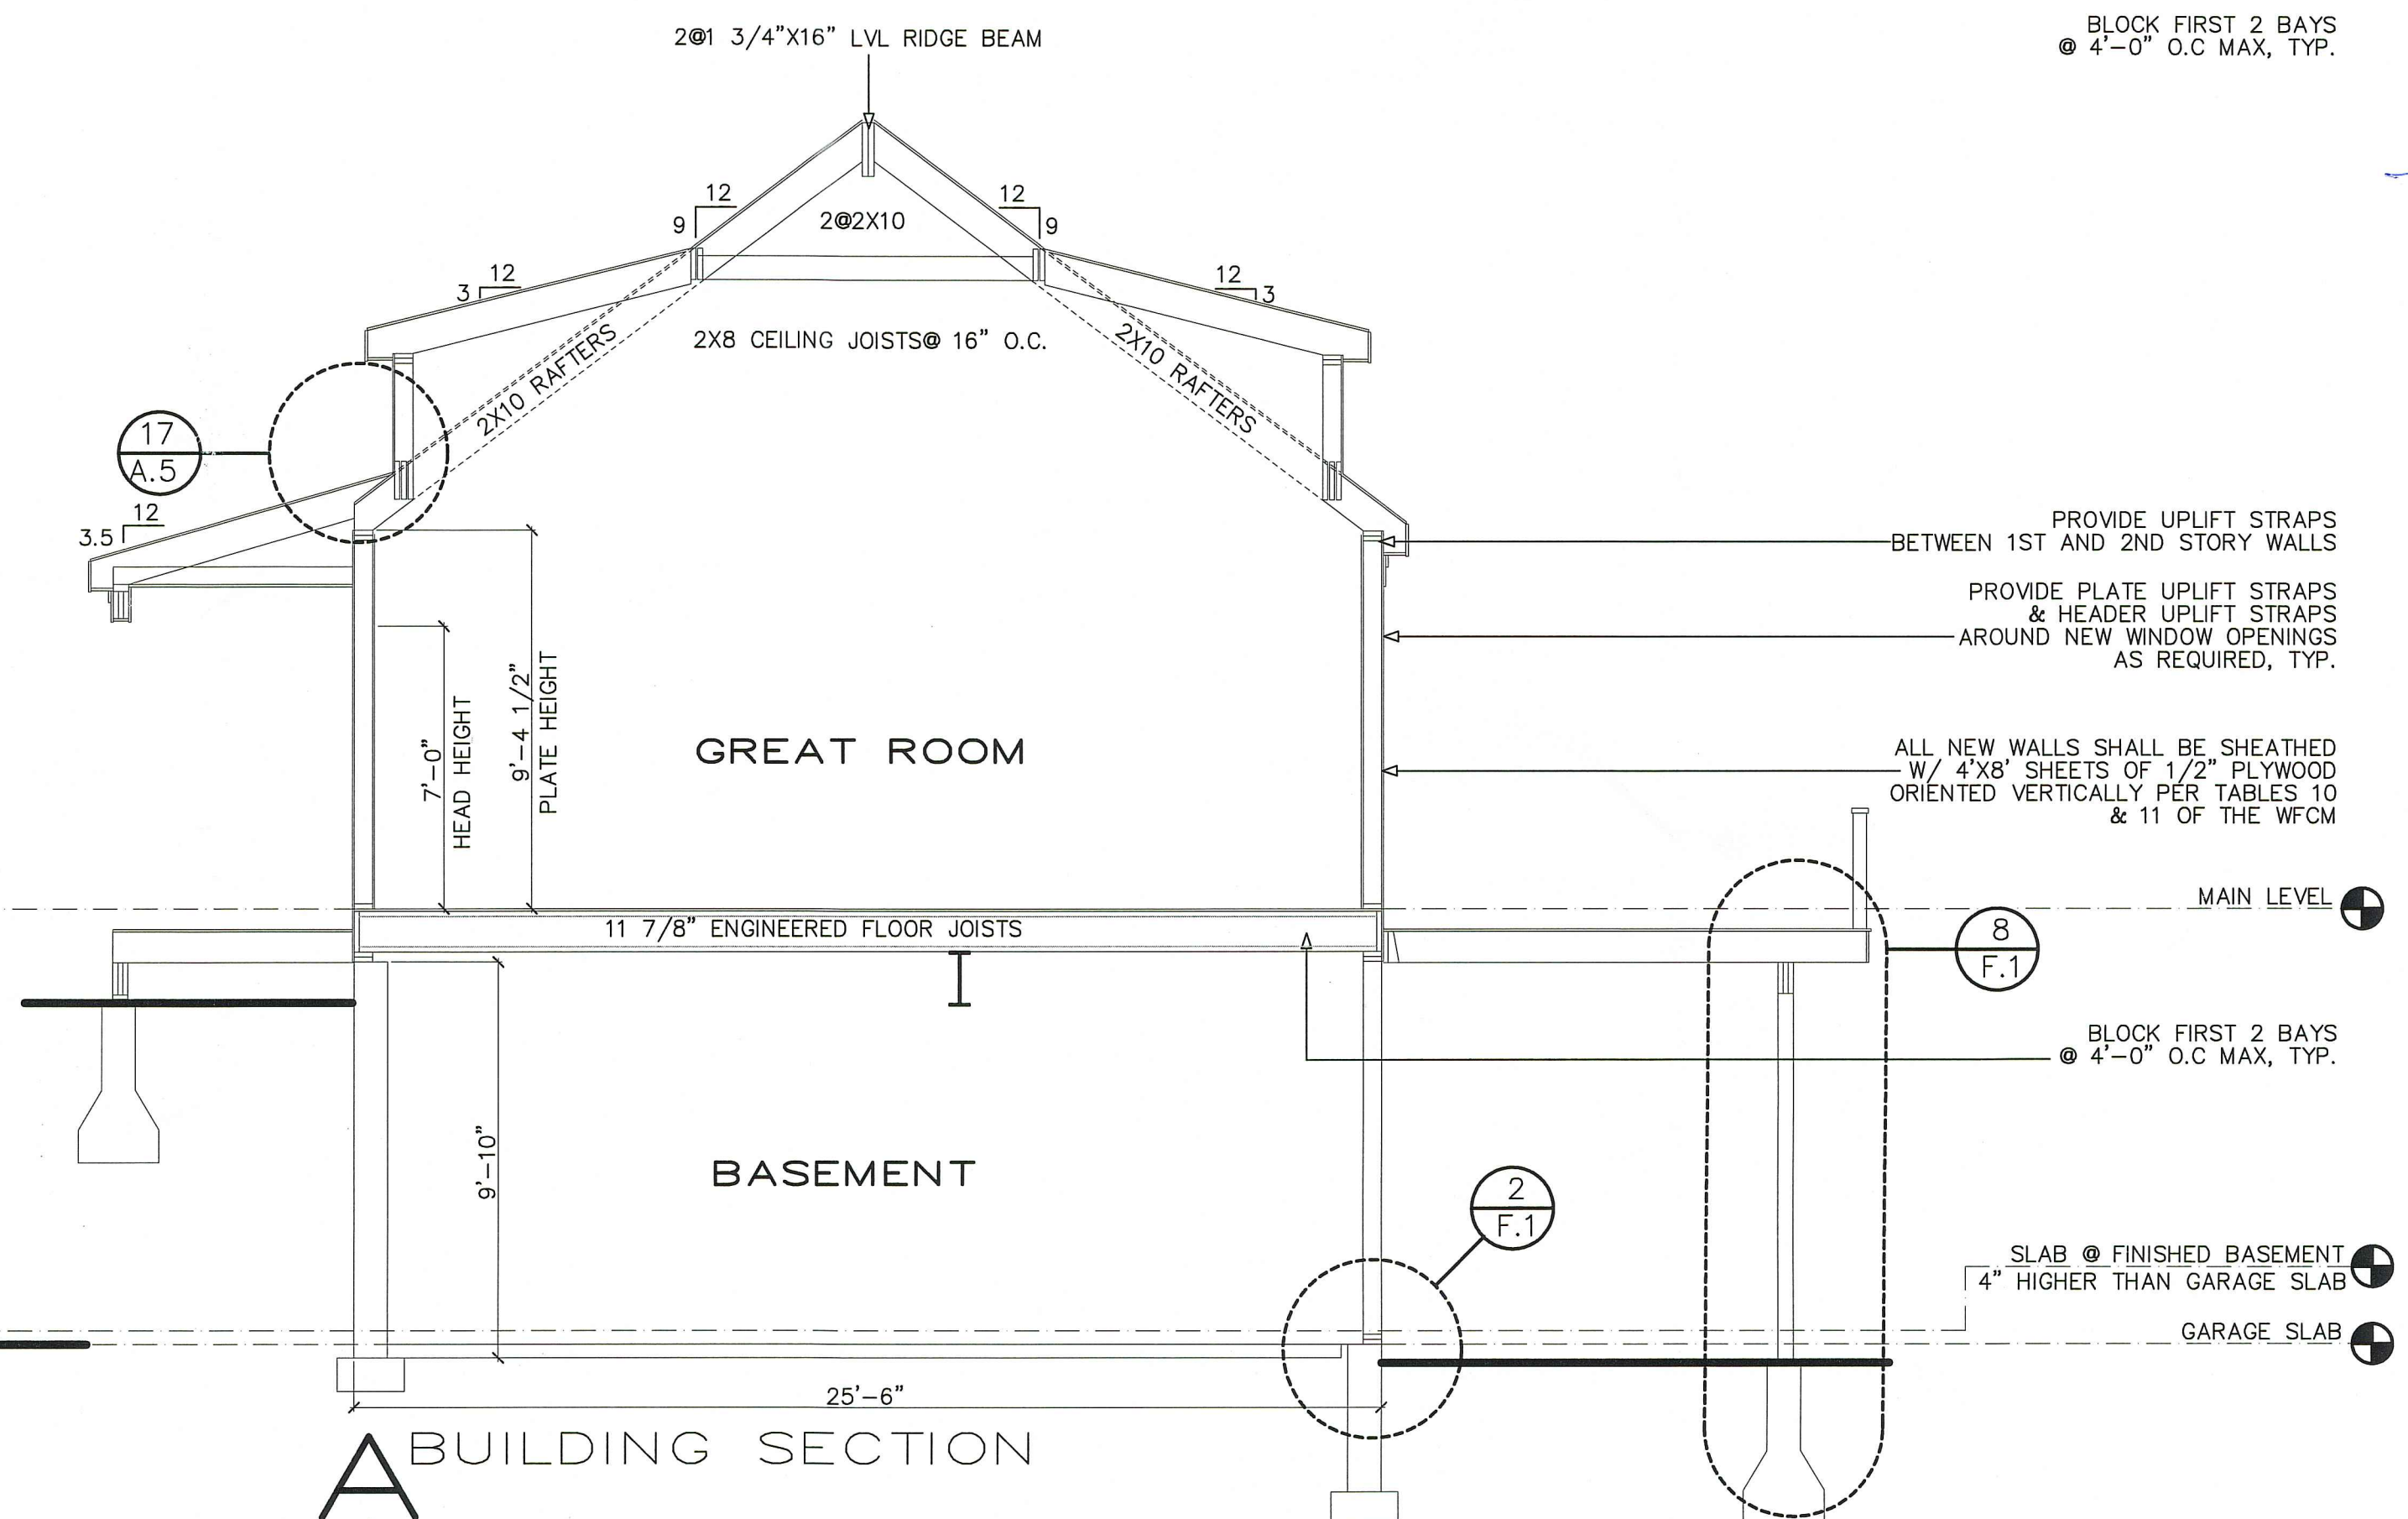 BLOCK FIRST 2 BAYS
@ 4'-0" O.C MAX, TYP.
2@1 3/4"X16" LVL RIDGE BEAM
12
9
12
9
2@2X10
12
3
12
3
2X8 CEILING JOISTS@ 16" O.C.
2X10 RAFTERS
2X10 RAFTERS
17
A.5
12
3.5
PROVIDE UPLIFT STRAPS
BETWEEN 1ST AND 2ND STORY WALLS
PROVIDE PLATE UPLIFT STRAPS
& HEADER UPLIFT STRAPS
AROUND NEW WINDOW OPENINGS
AS REQUIRED, TYP.
7'-0"
HEAD HEIGHT
9'-4 1/2"
PLATE HEIGHT
GREAT ROOM
ALL NEW WALLS SHALL BE SHEATHED
W/ 4'X8' SHEETS OF 1/2" PLYWOOD
ORIENTED VERTICALLY PER TABLES 10
& 11 OF THE WFCM
MAIN LEVEL
11 7/8" ENGINEERED FLOOR JOISTS
8
F.1
BLOCK FIRST 2 BAYS
@ 4'-0" O.C MAX, TYP.
9'-10"
BASEMENT
2
F.1
SLAB @ FINISHED BASEMENT
4" HIGHER THAN GARAGE SLAB
GARAGE SLAB
25'-6"
A BUILDING SECTION